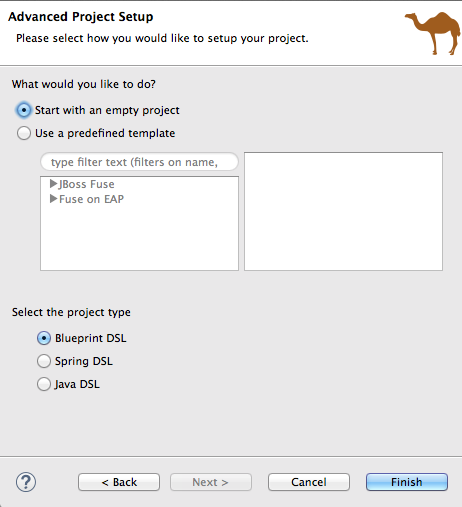 Advanced Project Setup
Please select how you would like to setup your project.
What would you like to do?
Start with an empty project
Use a predefined template
type filter text (filters on name,
JBoss Fuse
Fuse on EAP
Select the project type
Blueprint DSL
Spring DSL
Java DSL
?
< Back
Next >
Cancel
Finish